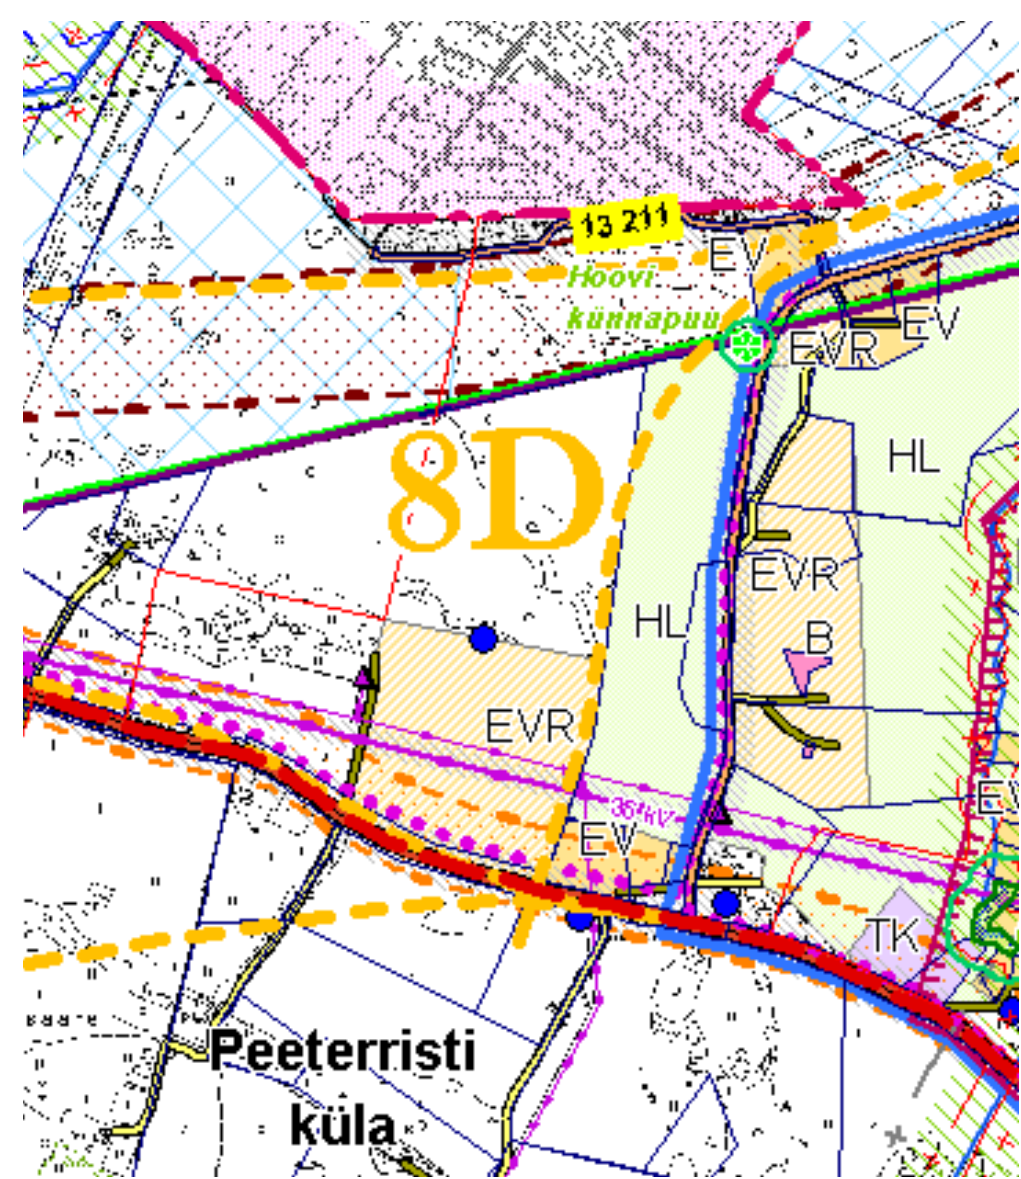 13 211
EV
Hoovi
künnapuu
EV
EVR
8D
HL
EVR
HL
B
EVR
35 kV
EV
EV
TK
saare
Peeterristi
küla